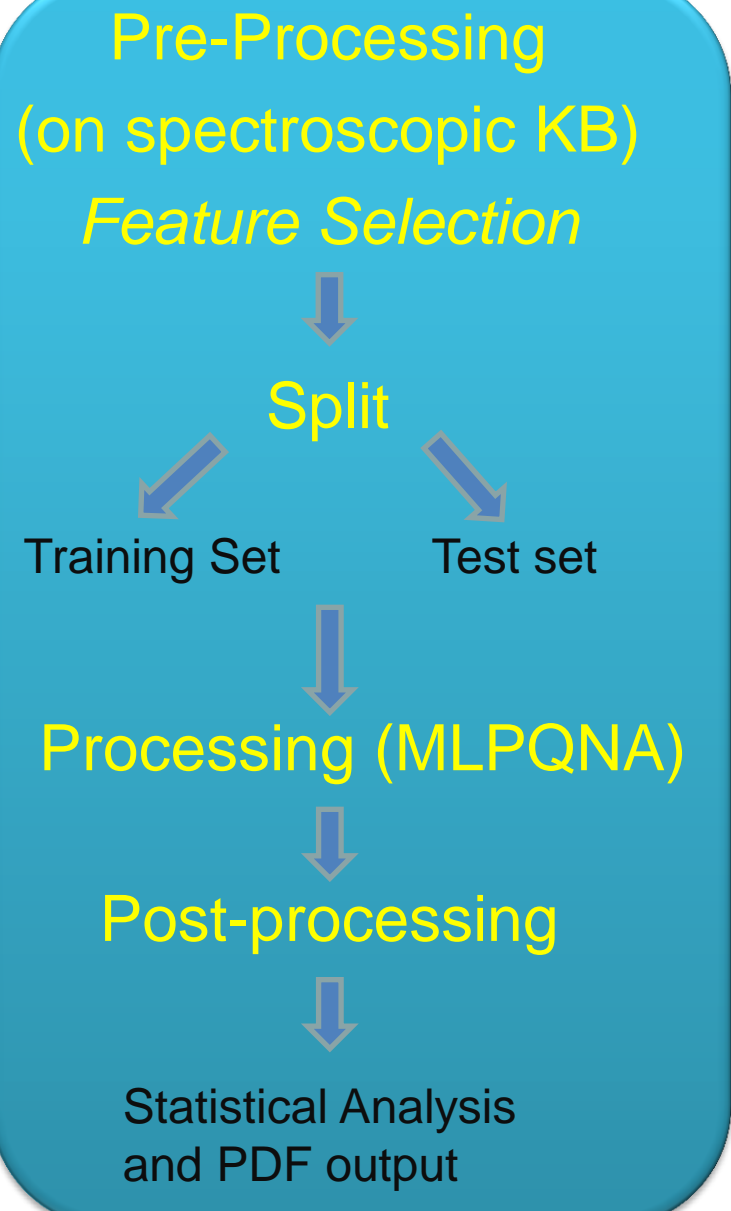 Pre-Processing
(on spectroscopic KB)
Feature Selection
Split
Training Set
Test set
Processing (MLPQNA)
Post-processing
Statistical Analysis
and PDF output